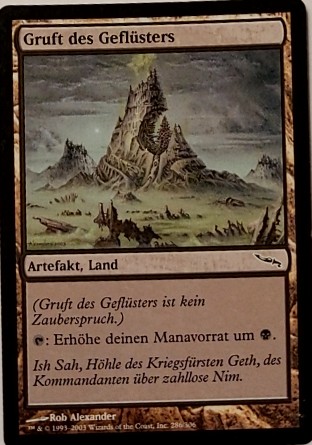 Gruft des Geflüsters
Artefakt, Land
(Gruft des Geflüsters ist kein
Zauberspruch.)
: Erhöhe deinen Manavorrat um .
Ish Sah, Höhle des Kriegsfürsten Geth, des
Kommandanten über zahllose Nim.
Rob Alexander
™ & © 1993-2003 Wizards of the Coast, Inc. 286/306